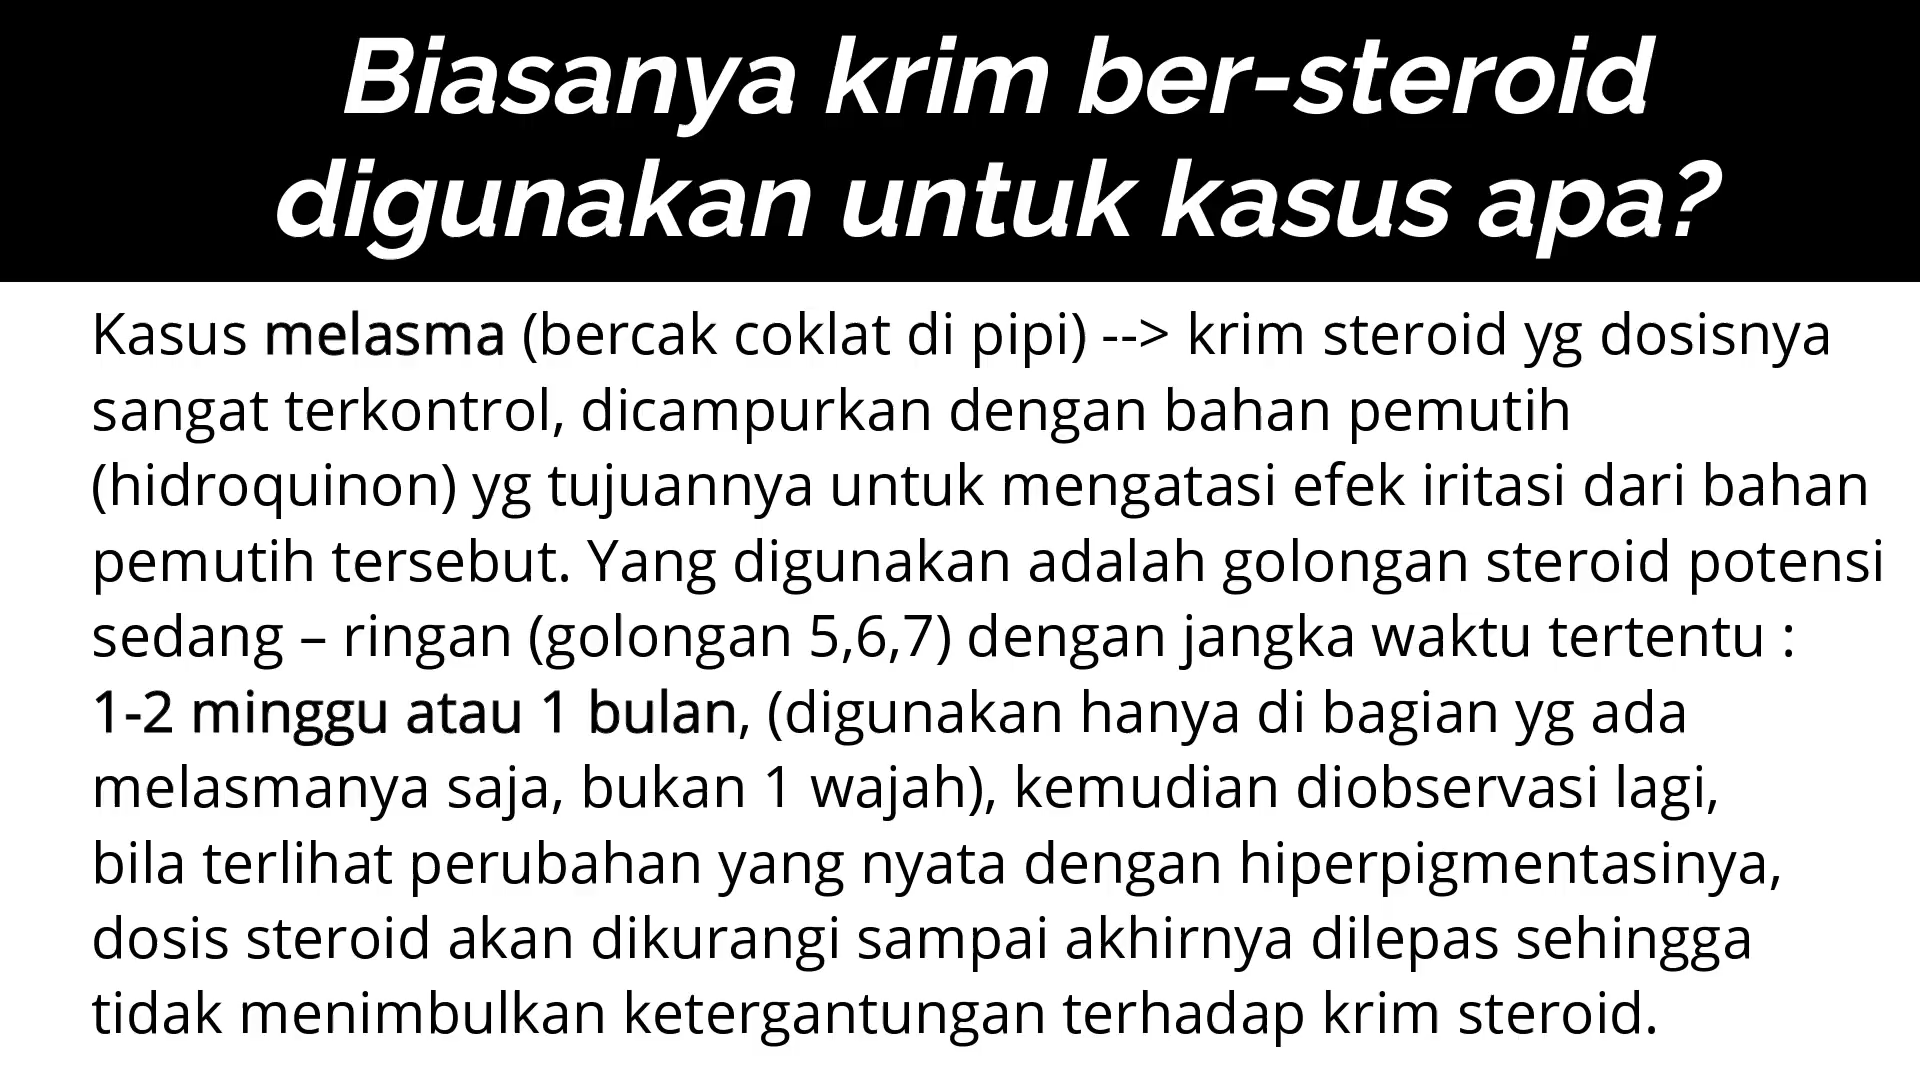 Biasanya krim ber-steroid
digunakan untuk kasus apa?
Kasus melasma (bercak coklat di pipi) --> krim steroid yg dosisnya
sangat terkontrol, dicampurkan dengan bahan pemutih
(hidroquinon) yg tujuannya untuk mengatasi efek iritasi dari bahan
pemutih tersebut. Yang digunakan adalah golongan steroid potensi
sedang – ringan (golongan 5,6,7) dengan jangka waktu tertentu :
1-2 minggu atau 1 bulan, (digunakan hanya di bagian yg ada
melasmanya saja, bukan 1 wajah), kemudian diobservasi lagi,
bila terlihat perubahan yang nyata dengan hiperpigmentasinya,
dosis steroid akan dikurangi sampai akhirnya dilepas sehingga
tidak menimbulkan ketergantungan terhadap krim steroid.